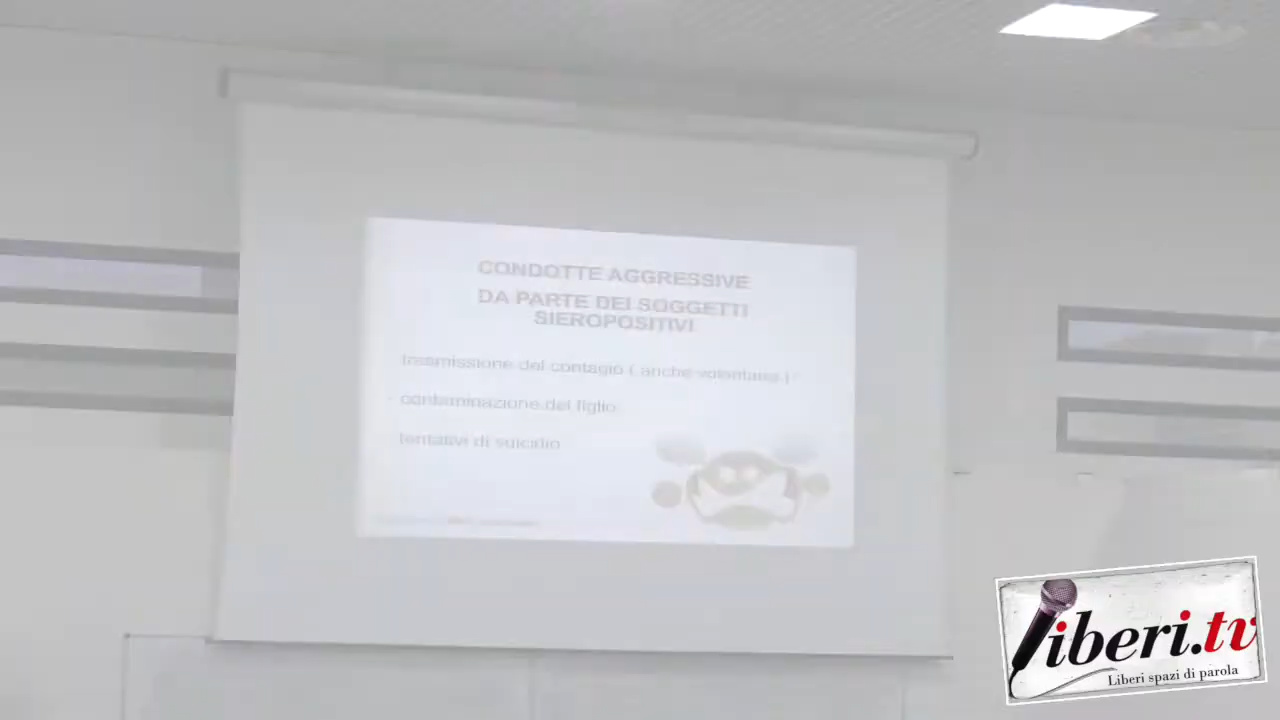 CONDOTTE AGGRESSIVE
DA PARTE DEI SOGGETTI
SIEROPOSITIVI
trasmissione del contagio ( anche volontaria )
- contaminazione del figlio
tentativi di suicidio
liberi.tv
Liberi spazi di parola